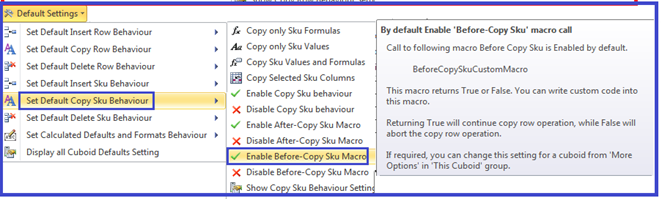 Default Settings
Set Default Insert Row Behaviour
Set Default Copy Row Behaviour
Set Default Delete Row Behaviour
Set Default Insert Sku Behaviour
Set Default Copy Sku Behaviour
Set Default Delete Sku Behaviour
Set Calculated Defaults and Formats Behaviour
Display all Cuboid Defaults Setting
Copy only Sku Formulas
Copy only Sku Values
Copy Sku Values and Formulas
Copy Selected Sku Columns
Enable Copy Sku behaviour
Disable Copy Sku behaviour
Enable After-Copy Sku Macro
Disable After-Copy Sku Macro
Enable Before-Copy Sku Macro
Disable Before-Copy Sku Macro
Show Copy Sku Behaviour Setting
By default Enable 'Before-Copy Sku' macro call
Call to following macro Before Copy Sku is Enabled by default.
BeforeCopySkuCustomMacro
This macro returns True or False. You can write custom code into
this macro.
Returning True will continue copy row operation, while False will
abort the copy row operation.
If required, you can change this setting for a cuboid from 'More
Options' in 'This Cuboid' group.